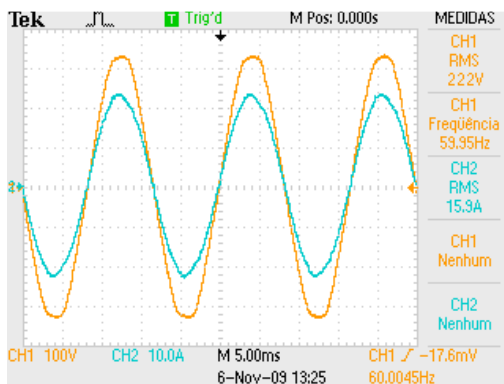 Tek Trig'd M Pos: 0.000s MEDIDAS
CH1
RMS
222V
CH1
Freqüência
59.95Hz
CH2
RMS
15.9A
CH1
Nenhum
CH2
Nenhum
CH1 100V CH2 10.0A M 5.00ms CH1 -17.6mV
6-Nov-09 13:25 60.0045Hz